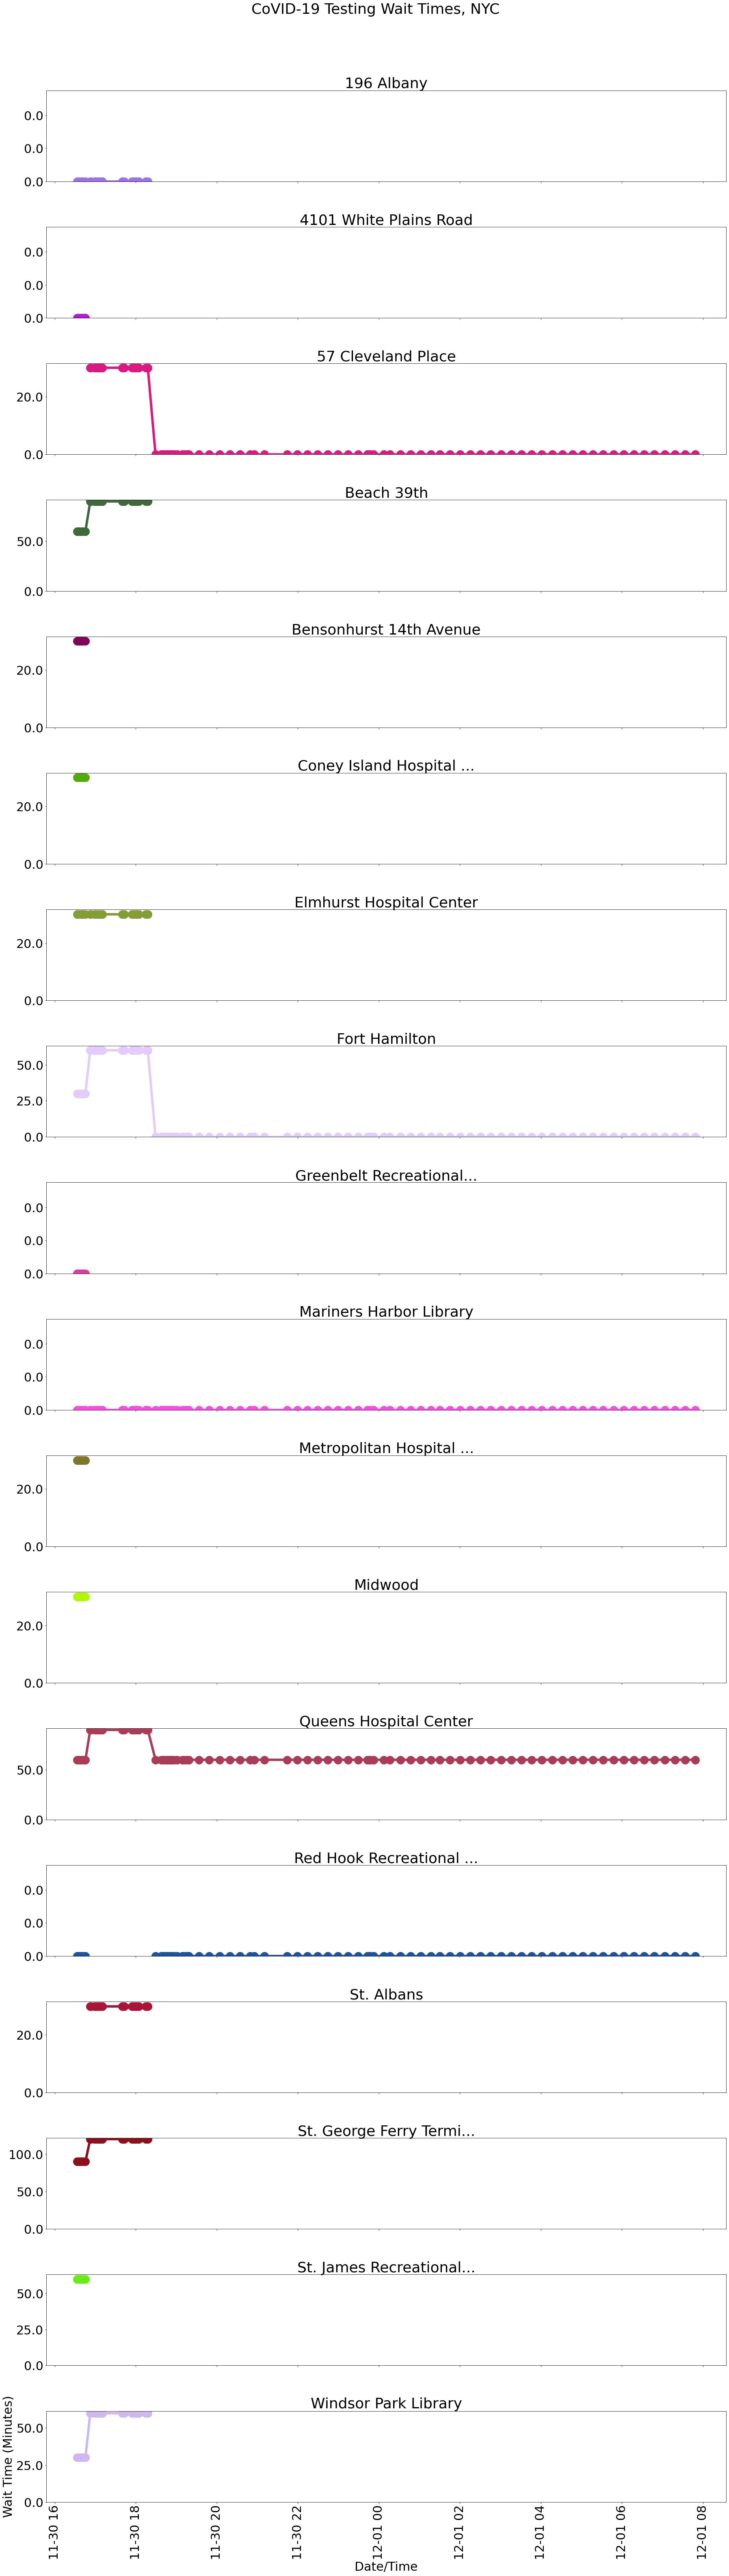 CoVID-19 Testing Wait Times, NYC
196 Albany
0.0
0.0
0.0
4101 White Plains Road
0.0
0.0
0.0
57 Cleveland Place
20.0
0.0
Beach 39th
50.0
0.0
Bensonhurst 14th Avenue
20.0
0.0
Coney Island Hospital ...
20.0
0.0
Elmhurst Hospital Center
20.0
0.0
Fort Hamilton
50.0
25.0
0.0
Greenbelt Recreational...
0.0
0.0
0.0
Mariners Harbor Library
0.0
0.0
0.0
Metropolitan Hospital ...
20.0
0.0
Midwood
20.0
0.0
Queens Hospital Center
50.0
0.0
Red Hook Recreational ...
0.0
0.0
0.0
St. Albans
20.0
0.0
St. George Ferry Termi...
100.0
50.0
0.0
St. James Recreational...
50.0
25.0
0.0
Windsor Park Library
50.0
25.0
0.0
Wait Time (Minutes)
11-30 16
11-30 18
11-30 20
11-30 22
12-01 00
12-01 02
12-01 04
12-01 06
12-01 08
Date/Time